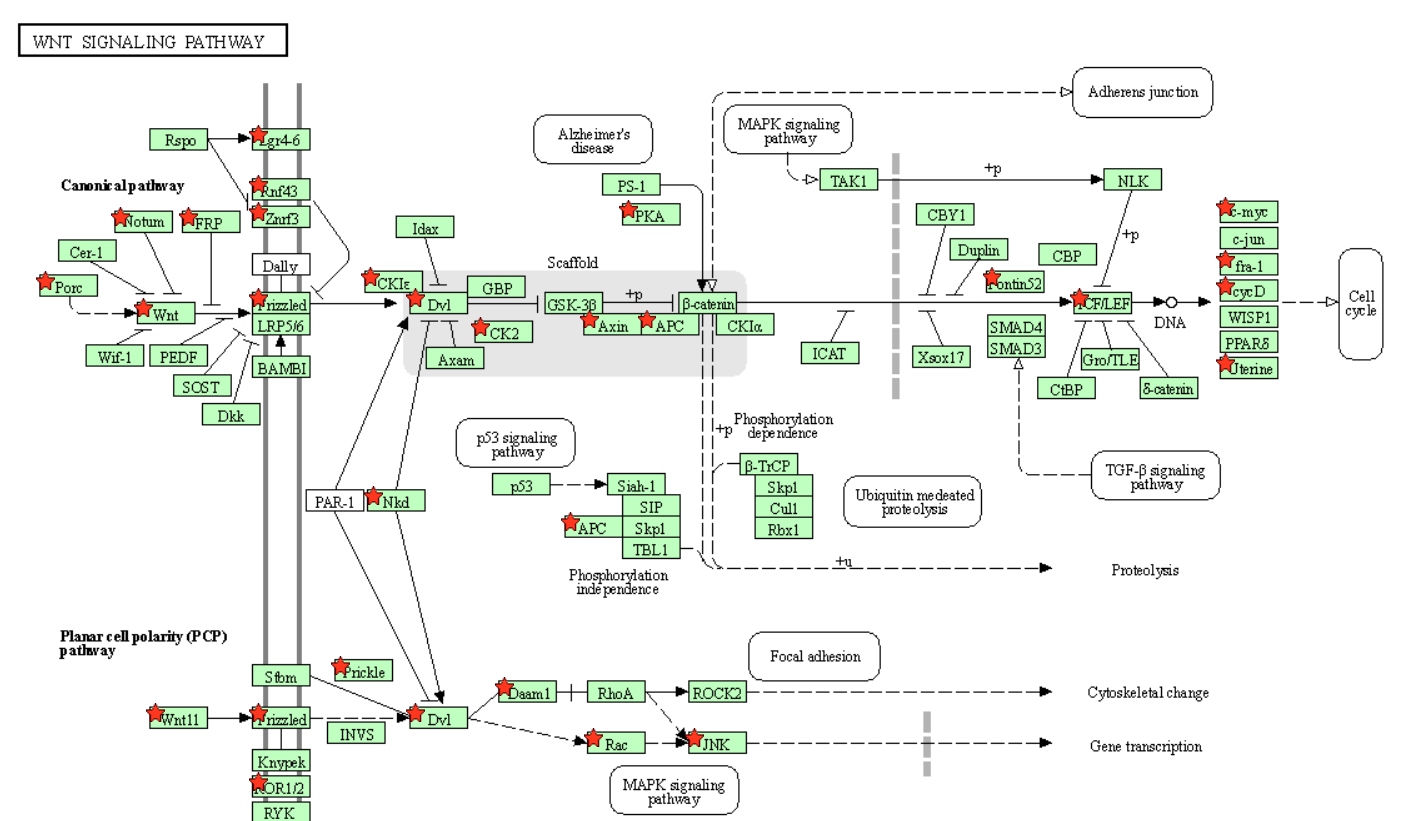 WNT SIGNALING PATHWAY
Adherens junction
Alzheimer's
disease
MAPK signaling
pathway
Rspo
Lgr4-6
+p
TAK1
NLK
PS-1
Canonical pathway
Rnf43
PKA
c-myc
Notum
FRP
Znrf3
CBY1
Idax
+p
c-jun
Cer-1
Duplin
CBP
Dally
Scaffold
fra-1
Porc
CKIε
GBP
Pontin52
cycD
Cell
cycle
Wnt
Frizzled
Dvl
GSK-3β
+p
β-catenin
TCF/LEF
DNA
WISP1
LRP5/6
CK2
Axin
APC
CKIα
SMAD4
PPARδ
Wif-1
PEDF
Axam
ICAT
Xsox17
SMAD3
Gro/TLE
Uterine
BAMBI
SOST
CtBP
δ-catenin
Dkk
p53 signaling
pathway
+p
Phosphorylation
dependence
p53
Siah-1
β-TrCP
TGF-β signaling
pathway
PAR-1
Nkd
SIP
Skp1
Ubiquitin medeated
proteolysis
APC
Skp1
Cul1
TBL1
Rbx1
+u
Proteolysis
Phosphorylation
independence
Planar cell polarity (PCP)
pathway
Focal adhesion
Stbm
Prickle
Daam1
RhoA
ROCK2
Cytoskeletal change
Wnt11
Frizzled
Dvl
INVS
Rac
JNK
Gene transcription
Knypek
MAPK signaling
pathway
ROR1/2
RYK